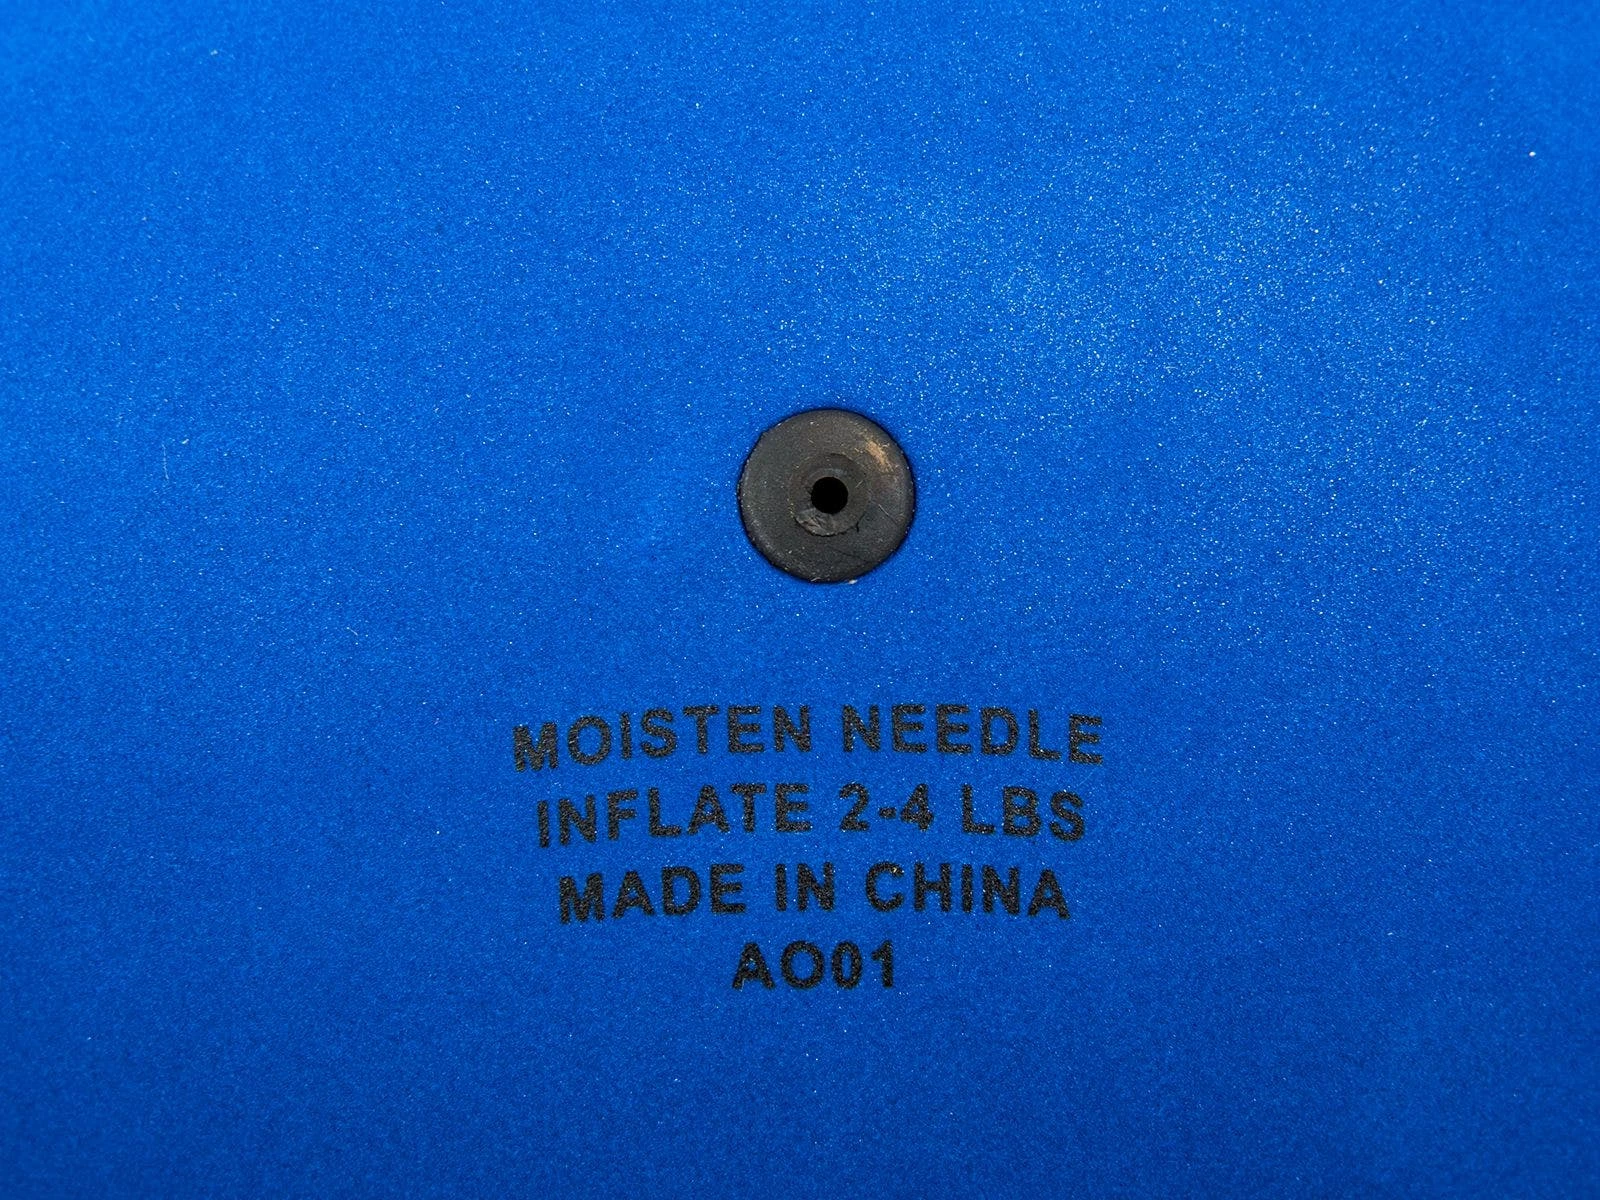 MOISTEN NEEDLE
INFLATE 2-4 LBS
MADE IN CHINA
AO01